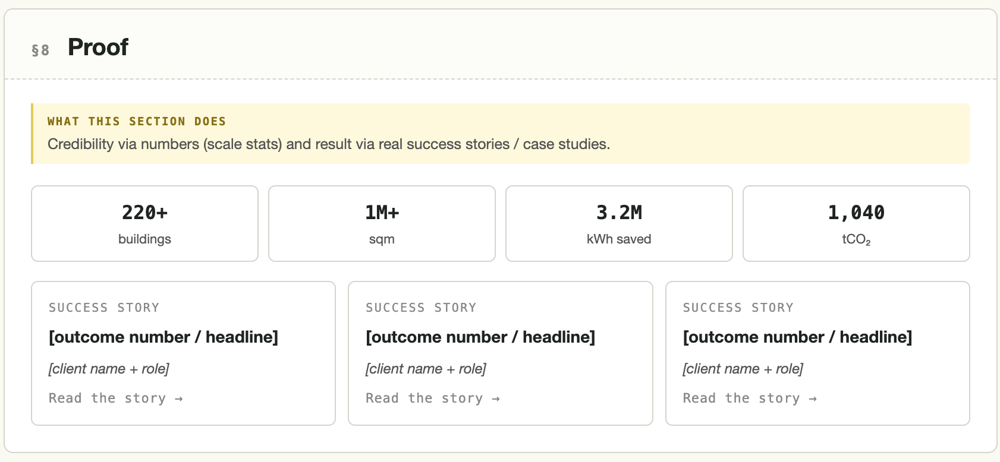 §8 Proof
WHAT THIS SECTION DOES
Credibility via numbers (scale stats) and result via real success stories / case studies.
220+
buildings
1M+
sqm
3.2M
kWh saved
1,040
tCO₂
SUCCESS STORY
[outcome number / headline]
[client name + role]
Read the story →
SUCCESS STORY
[outcome number / headline]
[client name + role]
Read the story →
SUCCESS STORY
[outcome number / headline]
[client name + role]
Read the story →